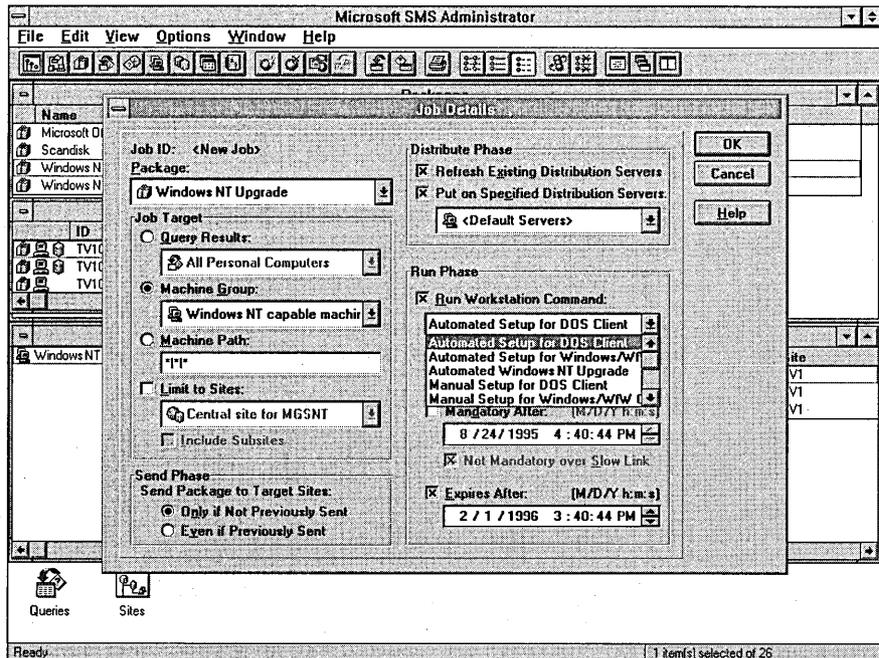 Microsoft SMS Administrator
File Edit View Options Window Help
Name
Microsoft Of
Scandisk
Windows N
Windows N
ID
TV10
TV10
TV10
Windows NT
ite
V1
V1
V1
Job Details
Job ID: <New Job>
Package:
Windows NT Upgrade
Job Target
Query Results:
All Personal Computers
Machine Group:
Windows NT capable machir
Machine Path:
*|*|*
Limit to Sites:
Central site for MGSNT
Include Subsites
Send Phase
Send Package to Target Sites:
Only if Not Previously Sent
Even if Previously Sent
Distribute Phase
Refresh Existing Distribution Servers
Put on Specified Distribution Servers:
<Default Servers>
Run Phase
Run Workstation Command:
Automated Setup for DOS Client
Automated Setup for DOS Client
Automated Setup for Windows/Wf
Automated Windows NT Upgrade
Manual Setup for DOS Client
Manual Setup for Windows/WfW C
Mandatory After: (M/D/Y h:m:s)
8 /24/ 1995 4 : 40: 44 PM
Not Mandatory over Slow Link
Expires After: (M/D/Y h:m:s)
2 / 1 / 1996 3 : 40: 44 PM
OK
Cancel
Help
Queries
Sites
Ready
1 item(s) selected of 26